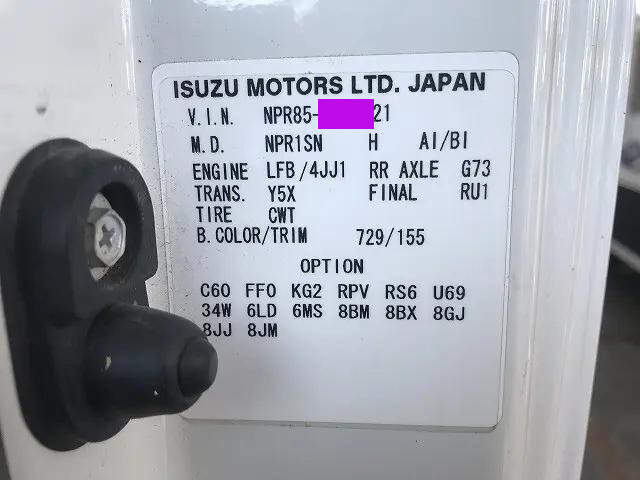 ISUZU MOTORS LTD. JAPAN
V.I.N. NPR85- 21
M.D. NPR1SN H AI/BI
ENGINE LFB/4JJ1 RR AXLE G73
TRANS. Y5X FINAL RU1
TIRE CWT
B.COLOR/TRIM 729/155
OPTION
C60 FF0 KG2 RPV RS6 U69
34W 6LD 6MS 8BM 8BX 8GJ
8JJ 8JM